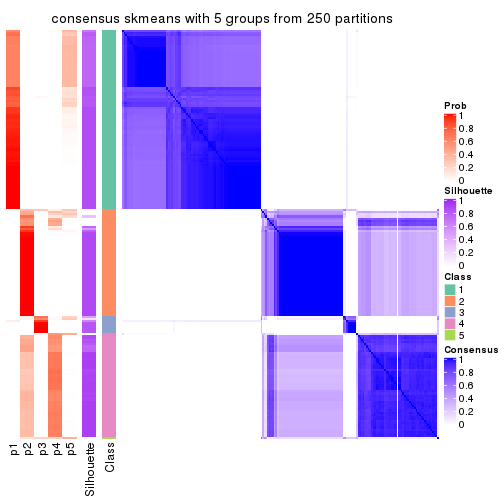 consensus skmeans with 5 groups from 250 partitions
Prob
1
0.8
0.6
0.4
0.2
0
Silhouette
1
0.8
0.6
0.4
0.2
0
Class
1
2
3
4
5
Consensus
1
0.8
0.6
0.4
0.2
0
p1
p2
p3
p4
p5
Silhouette
Class